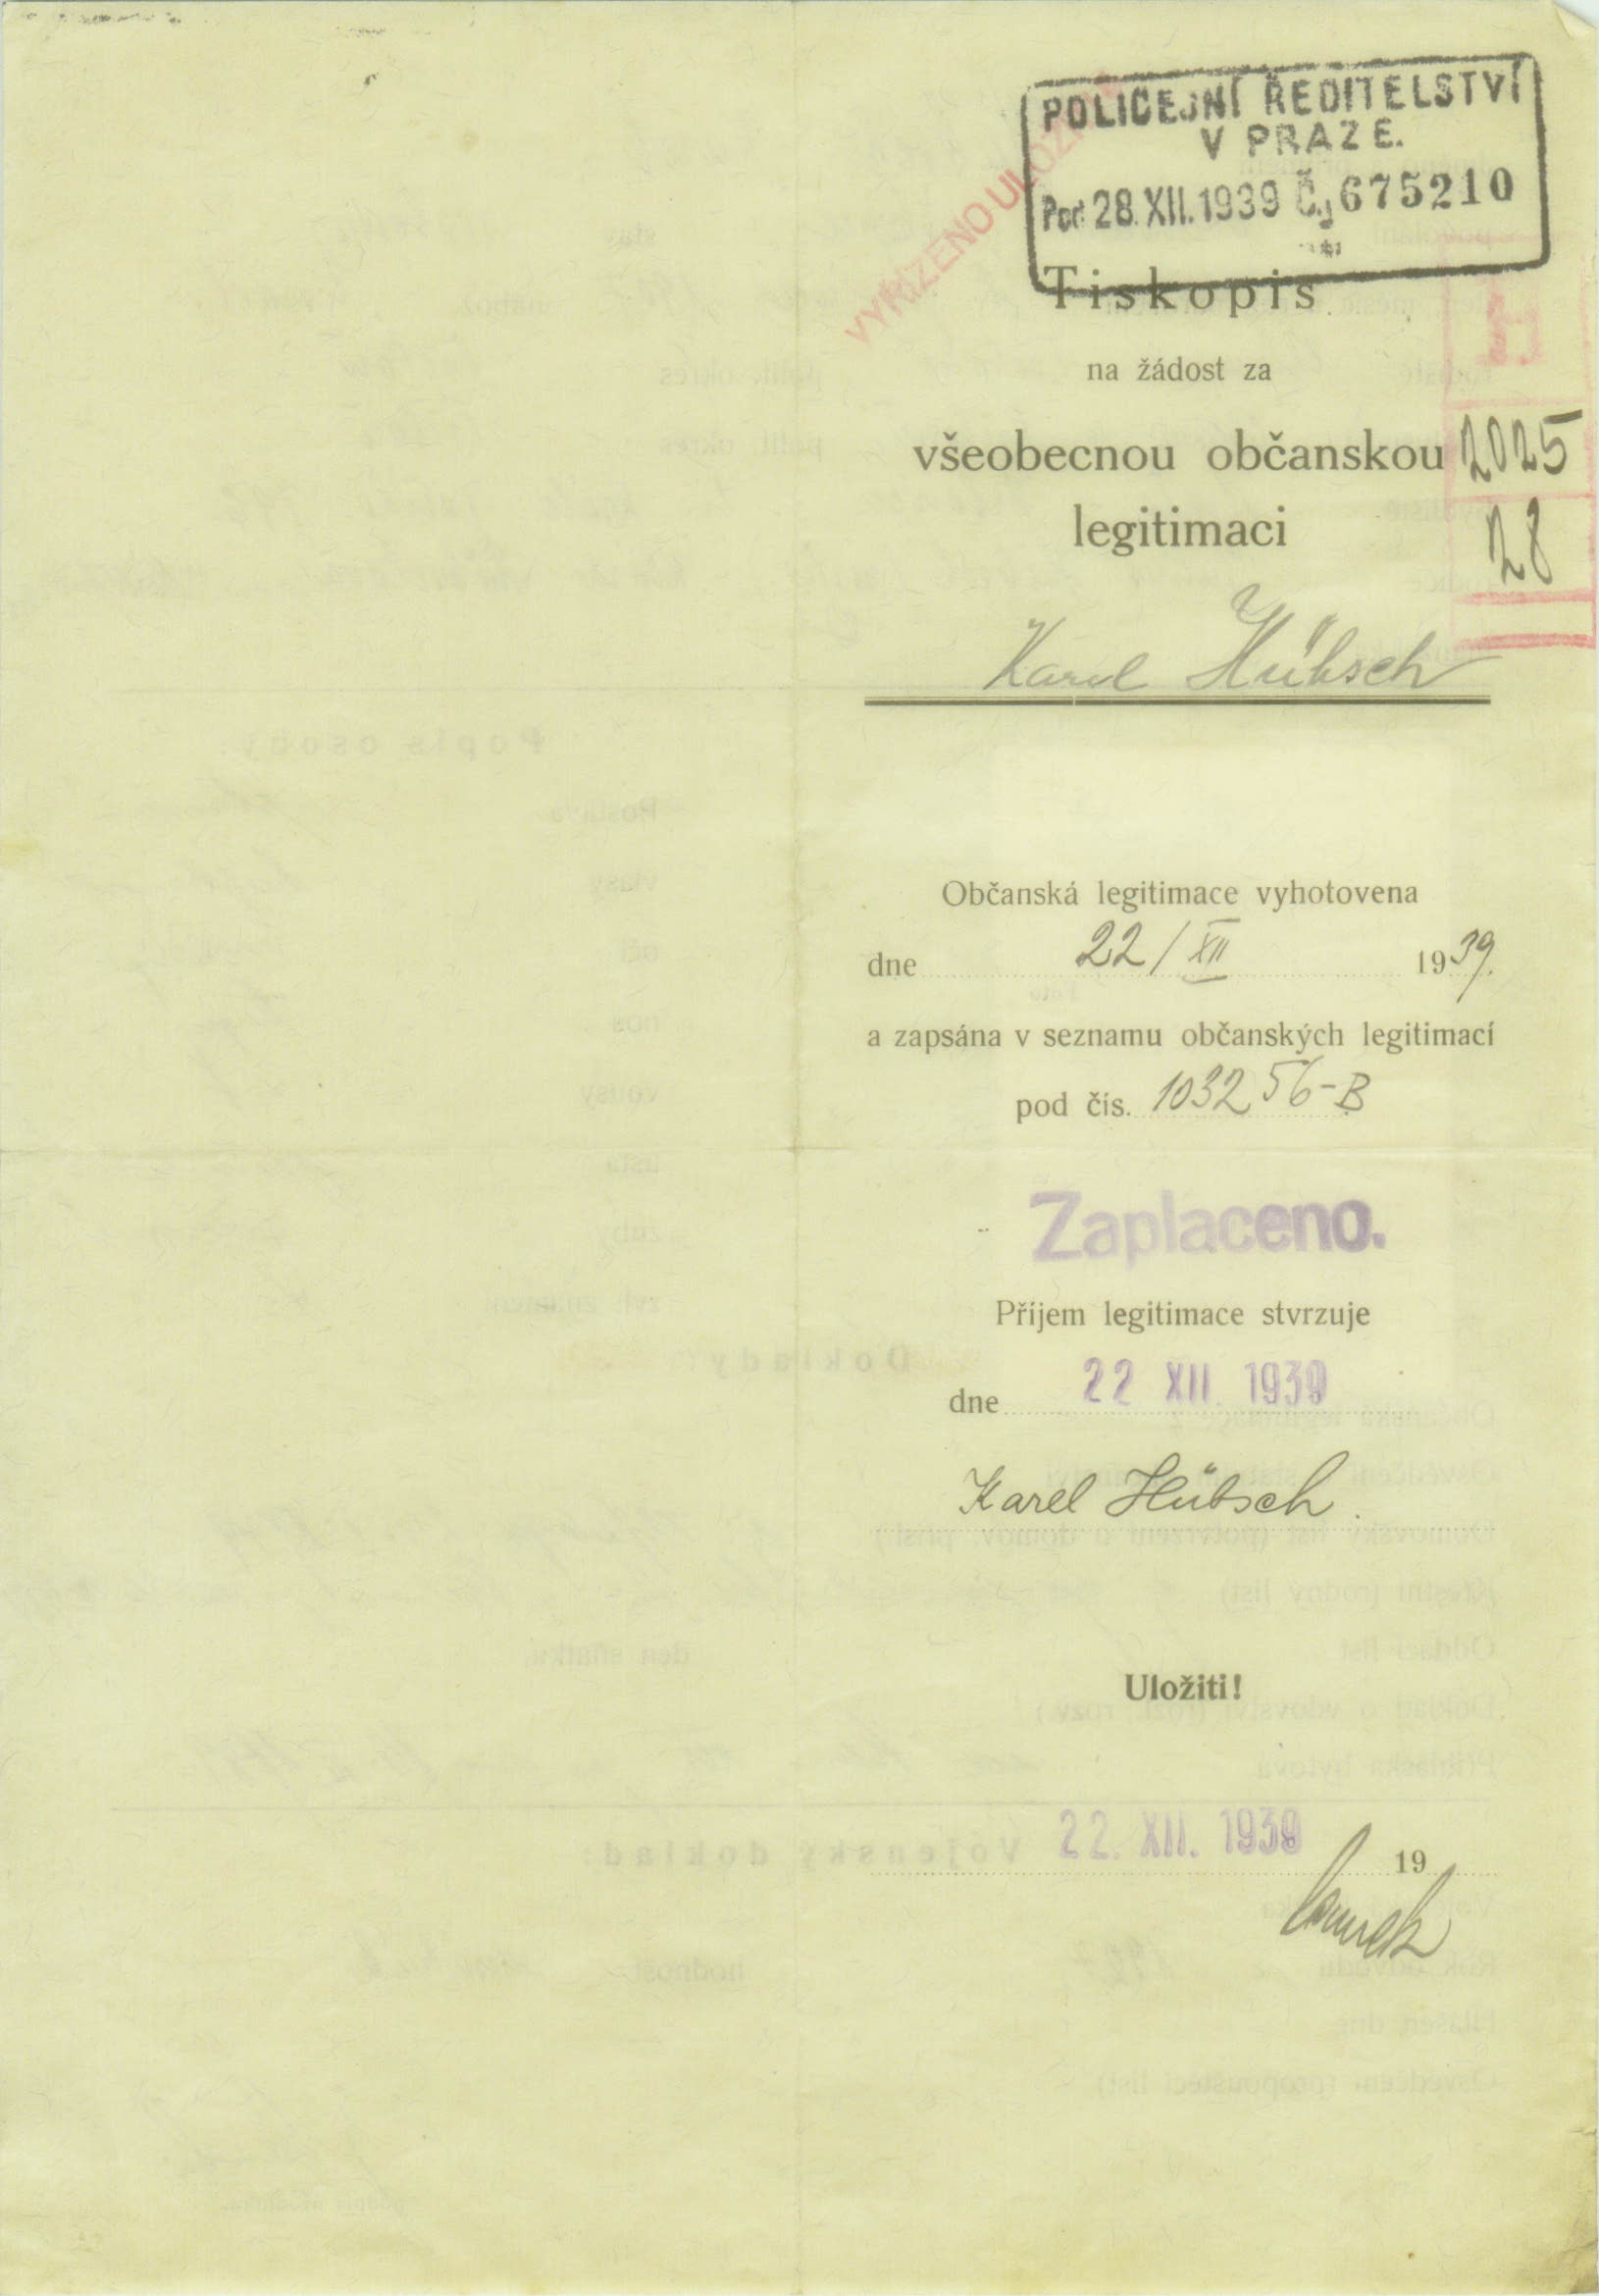 POLICEJNÍ ŘEDITELSTVÍ
V PRAZE.
Pod 28. XII. 1939 Č.j 675210
VYŘÍZENO ULOŽ
Tiskopis
na žádost za
všeobecnou občanskou
legitimaci
2025
28
Karel Hübsch
Občanská legitimace vyhotovena
dne 22/XII 1939.
a zapsána v seznamu občanských legitimací
pod čís. 103256-B
Zaplaceno.
Příjem legitimace stvrzuje
dne 22 XII. 1939
Karel Hübsch.
Uložiti!
22. XII. 1939 19